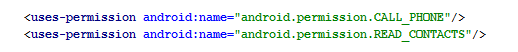 <uses-permission android:name="android.permission.CALL_PHONE"/>
<uses-permission android:name="android.permission.READ_CONTACTS"/>